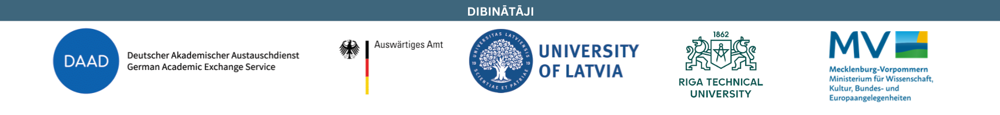 DIBINĀTĀJI
DAAD
Deutscher Akademischer Austauschdienst
German Academic Exchange Service
Auswärtiges Amt
UNIVERSITAS LATVIENSIS
19 19
SCIENTIAE ET PATRIAE
UNIVERSITY
OF LATVIA
1862
RIGA TECHNICAL
UNIVERSITY
MV
Mecklenburg-Vorpommern
Ministerium für Wissenschaft,
Kultur, Bundes- und
Europaangelegenheiten